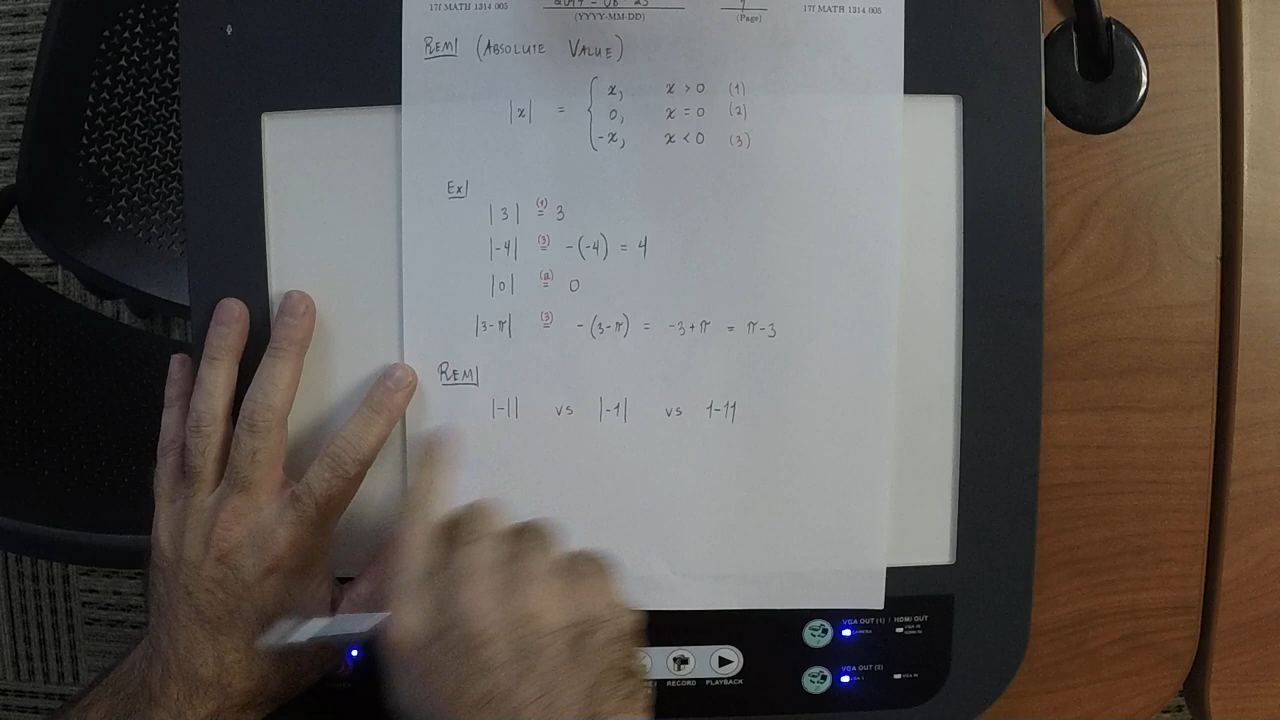 17f MATH 1314 005 17f MATH 1314 005
(YYYY-MM-DD) (Page)
REM (ABSOLUTE VALUE)
|x| = { x, x > 0 (1)
0, x = 0 (2)
-x, x < 0 (3)
Ex
|3| (1)= 3
|-4| (3)= -(-4) = 4
|0| (2)= 0
|3-π| (3)= -(3-π) = -3+π = π-3
REM
|-1| vs |-1| vs 1-11
VGA OUT (1) / HDMI OUT
VGA OUT (2)
RECORD PLAYBACK